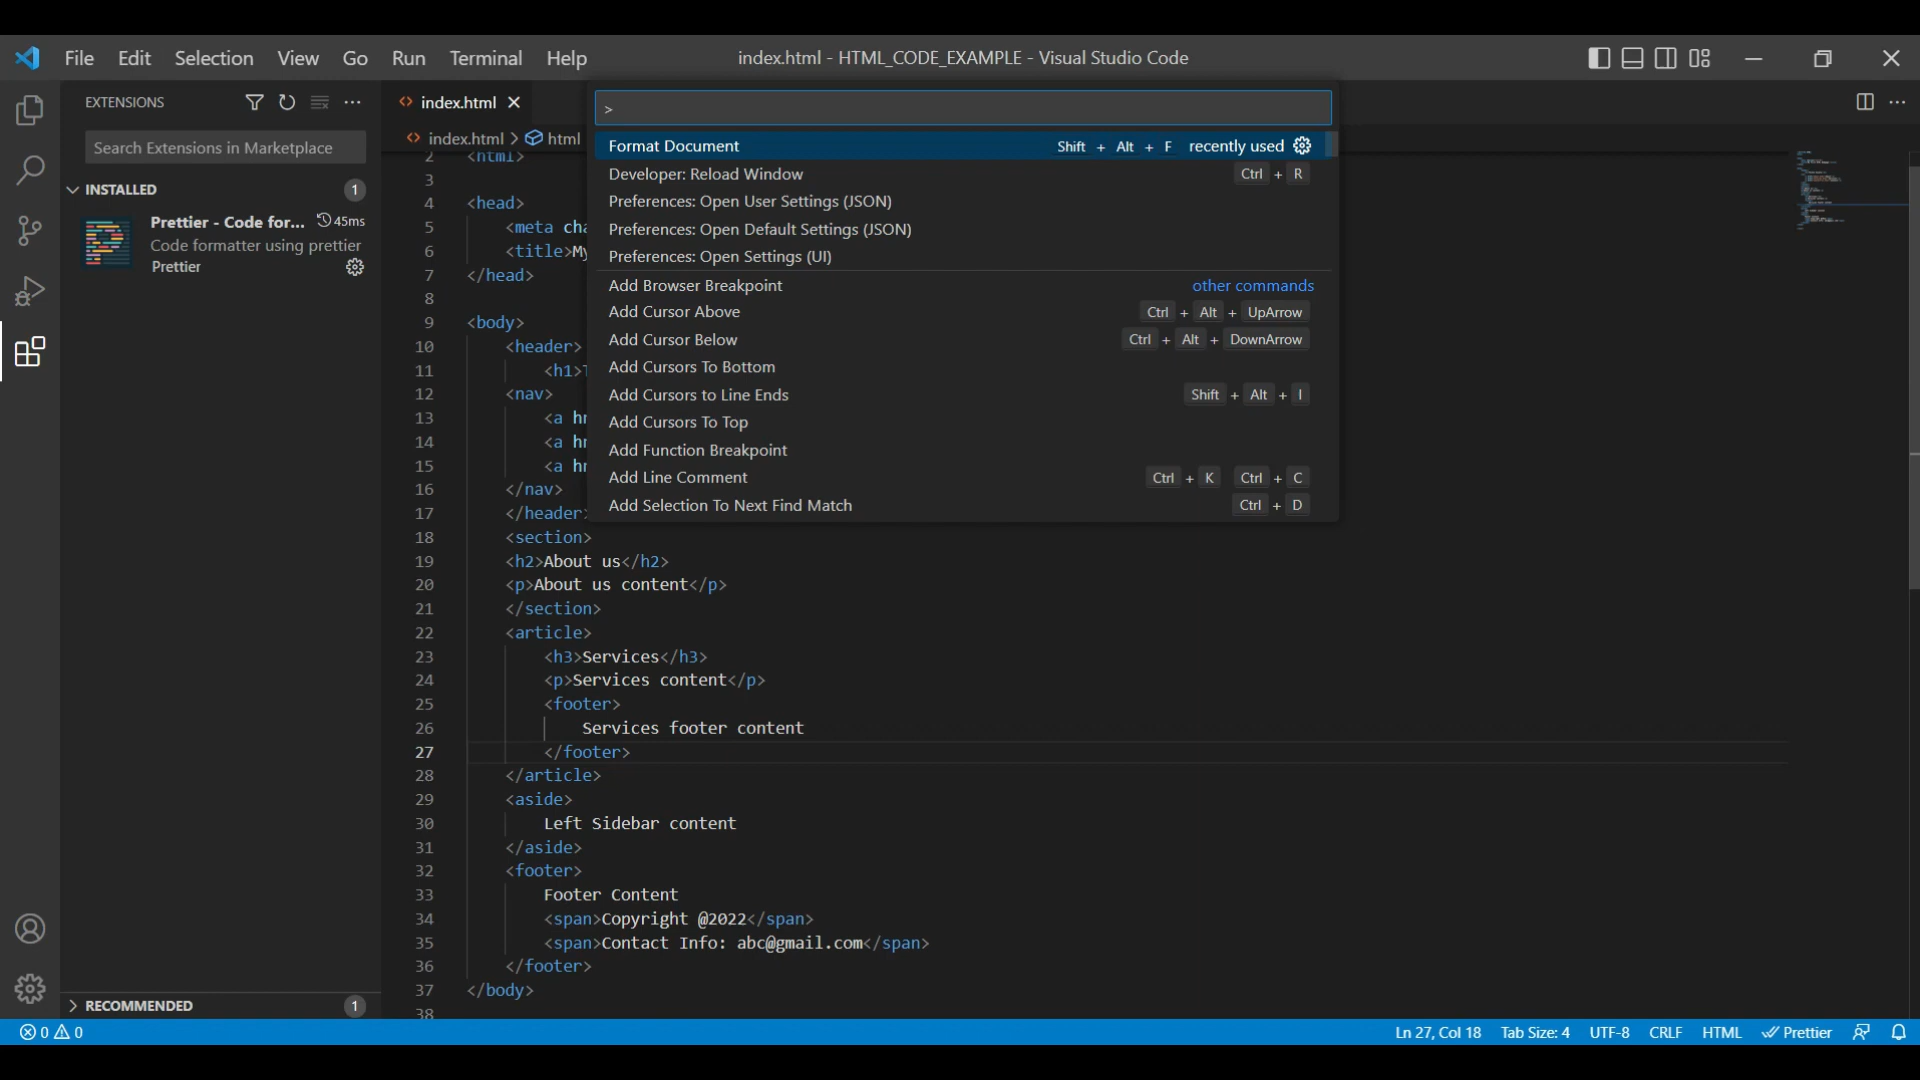 File Edit Selection View Go Run Terminal Help
index.html - HTML_CODE_EXAMPLE - Visual Studio Code
EXTENSIONS
Search Extensions in Marketplace
INSTALLED 1
Prettier - Code for... 45ms
Code formatter using prettier
Prettier
RECOMMENDED 1
index.html
index.html > html
>
Format Document Shift + Alt + F recently used
Developer: Reload Window Ctrl + R
Preferences: Open User Settings (JSON)
Preferences: Open Default Settings (JSON)
Preferences: Open Settings (UI)
Add Browser Breakpoint other commands
Add Cursor Above Ctrl + Alt + UpArrow
Add Cursor Below Ctrl + Alt + DownArrow
Add Cursors To Bottom
Add Cursors to Line Ends Shift + Alt + I
Add Cursors To Top
Add Function Breakpoint
Add Line Comment Ctrl + K Ctrl + C
Add Selection To Next Find Match Ctrl + D
2 <html>
3
4 <head>
5 <meta cha
6 <title>My
7 </head>
8
9 <body>
10 <header>
11 <h1>T
12 <nav>
13 <a hr
14 <a hr
15 <a hr
16 </nav>
17 </header>
18 <section>
19 <h2>About us</h2>
20 <p>About us content</p>
21 </section>
22 <article>
23 <h3>Services</h3>
24 <p>Services content</p>
25 <footer>
26 Services footer content
27 </footer>
28 </article>
29 <aside>
30 Left Sidebar content
31 </aside>
32 <footer>
33 Footer Content
34 <span>Copyright @2022</span>
35 <span>Contact Info: abc@gmail.com</span>
36 </footer>
37 </body>
38
0 0 Ln 27, Col 18 Tab Size: 4 UTF-8 CRLF HTML Prettier